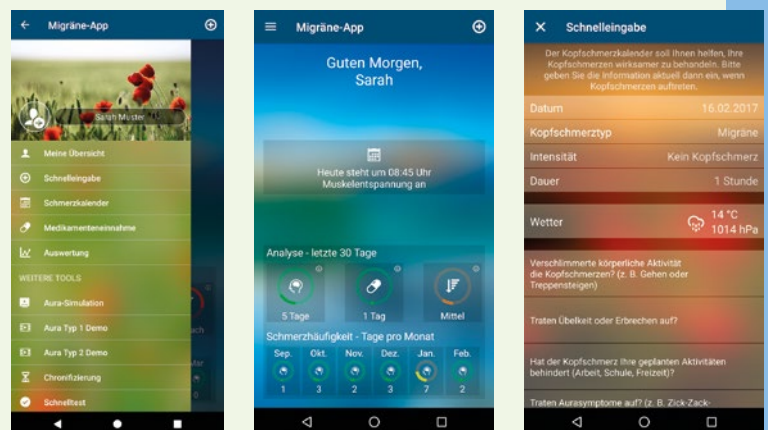 Migräne-App
Sarah Muster
Meine Übersicht
Schnelleingabe
Schmerzkalender
Medikamenteneinnahme
Auswertung
WEITERE TOOLS
Aura-Simulation
Aura Typ 1 Demo
Aura Typ 2 Demo
Chronifizierung
Schnelltest
Migräne-App
Guten Morgen,
Sarah
Heute steht um 08:45 Uhr
Muskelentspannung an
Analyse - letzte 30 Tage
5 Tage 1 Tag Mittel
Schmerzhäufigkeit - Tage pro Monat
Sep. Okt. Nov. Dez. Jan. Feb.
1 3 2 3 7 2
Schnelleingabe
Der Kopfschmerzkalender soll Ihnen helfen, Ihre
Kopfschmerzen wirksamer zu behandeln. Bitte
geben Sie die Information aktuell dann ein, wenn
Kopfschmerzen auftreten.
Datum 16.02.2017
Kopfschmerztyp Migräne
Intensität Kein Kopfschmerz
Dauer 1 Stunde
Wetter 14 °C
1014 hPa
Verschlimmerte körperliche Aktivität
die Kopfschmerzen? (z. B. Gehen oder
Treppensteigen)
Traten Übelkeit oder Erbrechen auf?
Hat der Kopfschmerz Ihre geplanten Aktivitäten
behindert (Arbeit, Schule, Freizeit)?
Traten Aurasymptome auf? (z. B. Zick-Zack-